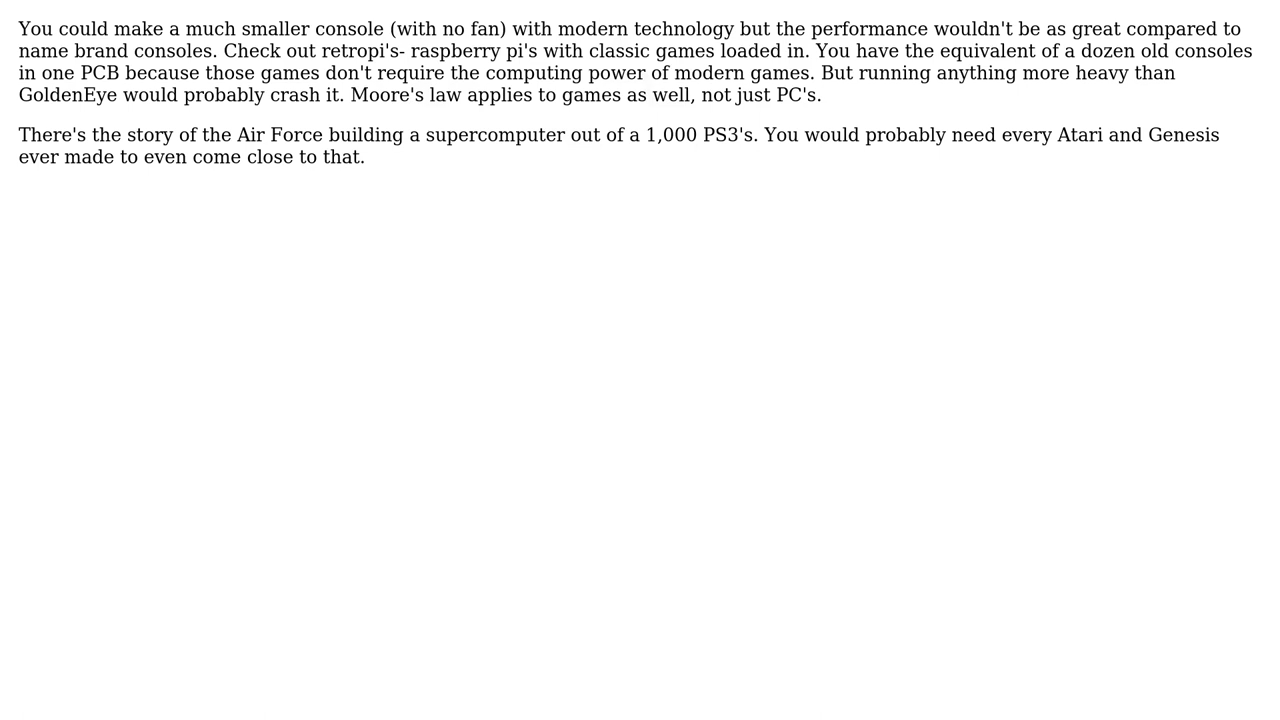 You could make a much smaller console (with no fan) with modern technology but the performance wouldn't be as great compared to
name brand consoles. Check out retropi's- raspberry pi's with classic games loaded in. You have the equivalent of a dozen old consoles
in one PCB because those games don't require the computing power of modern games. But running anything more heavy than
GoldenEye would probably crash it. Moore's law applies to games as well, not just PC's.
There's the story of the Air Force building a supercomputer out of a 1,000 PS3's. You would probably need every Atari and Genesis
ever made to even come close to that.